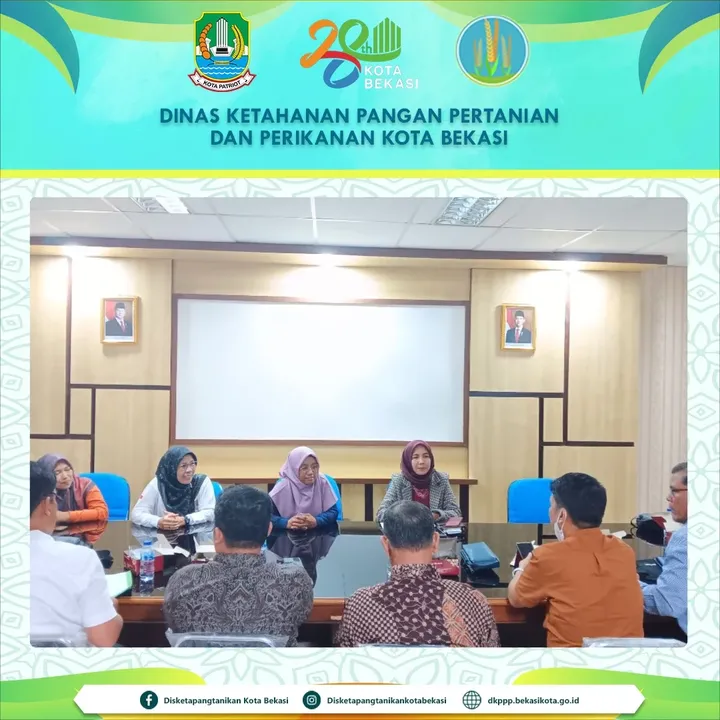 KOTA PATRIOT
28th
KOTA
BEKASI
DINAS KETAHANAN PANGAN PERTANIAN
DAN PERIKANAN KOTA BEKASI
Disketapangtanikan Kota Bekasi
Disketapangtanikankotabekasi
dkppp.bekasikota.go.id